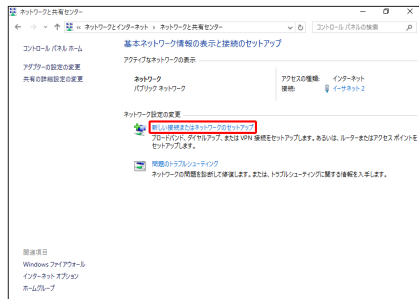 ネットワークと共有センター
« ネットワークとインターネット › ネットワークと共有センター
コントロール パネルの検索
コントロール パネル ホーム
アダプターの設定の変更
共有の詳細設定の変更
基本ネットワーク情報の表示と接続のセットアップ
アクティブなネットワークの表示
ネットワーク
パブリック ネットワーク
アクセスの種類: インターネット
接続: イーサネット 2
ネットワーク設定の変更
新しい接続またはネットワークのセットアップ
ブロードバンド、ダイヤルアップ、または VPN 接続をセットアップします。あるいは、ルーターまたはアクセス ポイントを
セットアップします。
問題のトラブルシューティング
ネットワークの問題を診断して修復します。または、トラブルシューティングに関する情報を入手します。
関連項目
Windows ファイアウォール
インターネット オプション
ホームグループ